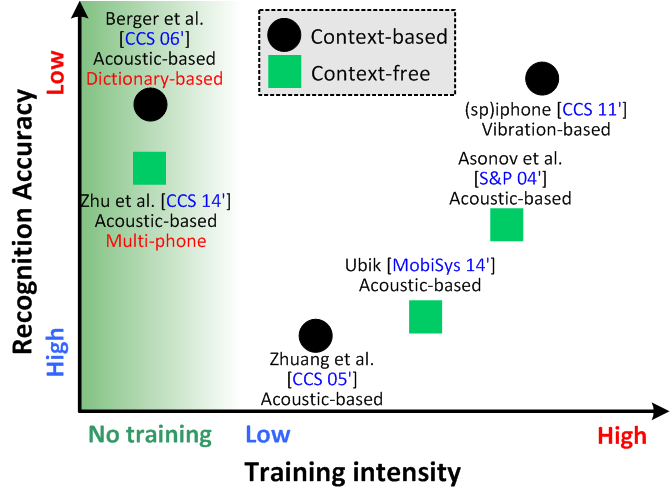 Berger et al.
[CCS 06']
Acoustic-based
Dictionary-based
Context-based
Context-free
(sp)iphone [CCS 11']
Vibration-based
Asonov et al.
[S&P 04']
Acoustic-based
Zhu et al. [CCS 14']
Acoustic-based
Multi-phone
Ubik [MobiSys 14']
Acoustic-based
Zhuang et al.
[CCS 05']
Acoustic-based
Recognition Accuracy
Low
High
No training
Low
High
Training intensity